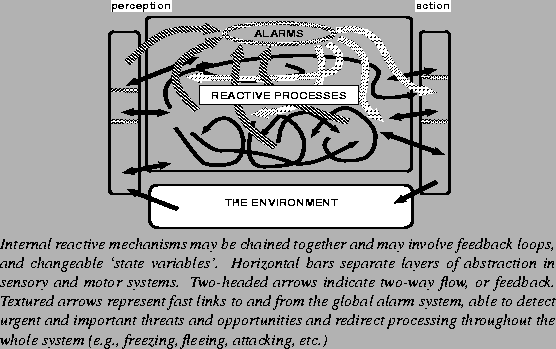 perception action
ALARMS
REACTIVE PROCESSES
THE ENVIRONMENT
Internal reactive mechanisms may be chained together and may involve feedback loops,
and changeable ‘state variables’. Horizontal bars separate layers of abstraction in
sensory and motor systems. Two-headed arrows indicate two-way flow, or feedback.
Textured arrows represent fast links to and from the global alarm system, able to detect
urgent and important threats and opportunities and redirect processing throughout the
whole system (e.g., freezing, fleeing, attacking, etc.)